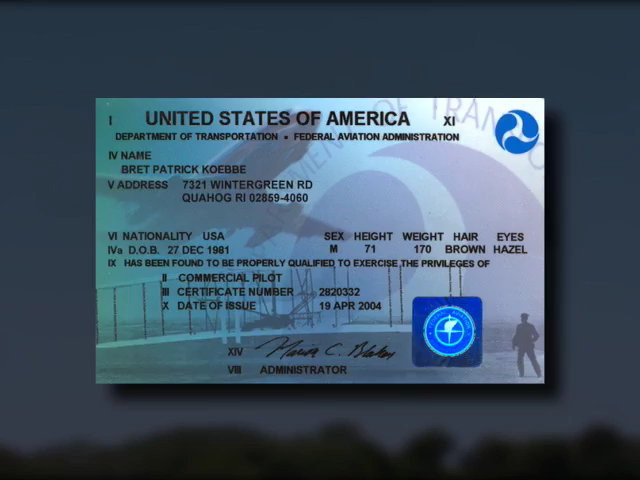 I UNITED STATES OF AMERICA XI
DEPARTMENT OF TRANSPORTATION • FEDERAL AVIATION ADMINISTRATION
IV NAME
BRET PATRICK KOEBBE
V ADDRESS 7321 WINTERGREEN RD
QUAHOG RI 02859-4060
VI NATIONALITY USA SEX HEIGHT WEIGHT HAIR EYES
IVa D.O.B. 27 DEC 1981 M 71 170 BROWN HAZEL
IX HAS BEEN FOUND TO BE PROPERLY QUALIFIED TO EXERCISE THE PRIVILEGES OF
II COMMERCIAL PILOT
III CERTIFICATE NUMBER 2820332
X DATE OF ISSUE 19 APR 2004
XIV Marion C. Blakey
VIII ADMINISTRATOR